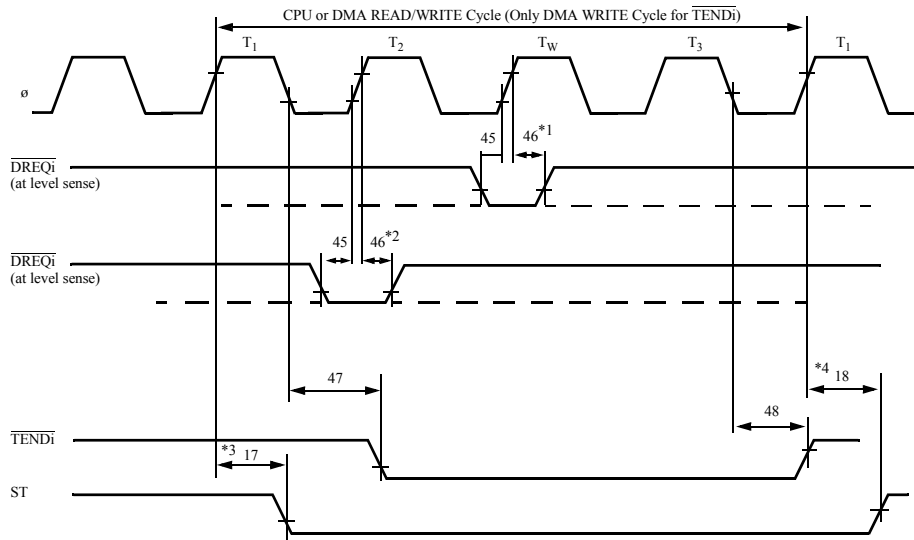 CPU or DMA READ/WRITE Cycle (Only DMA WRITE Cycle for TENDi)
T1 T2 TW T3 T1
ø
45 46*1
DREQi
(at level sense)
45 46*2
DREQi
(at level sense)
47 *4 18
48
TENDi
*3 17
ST